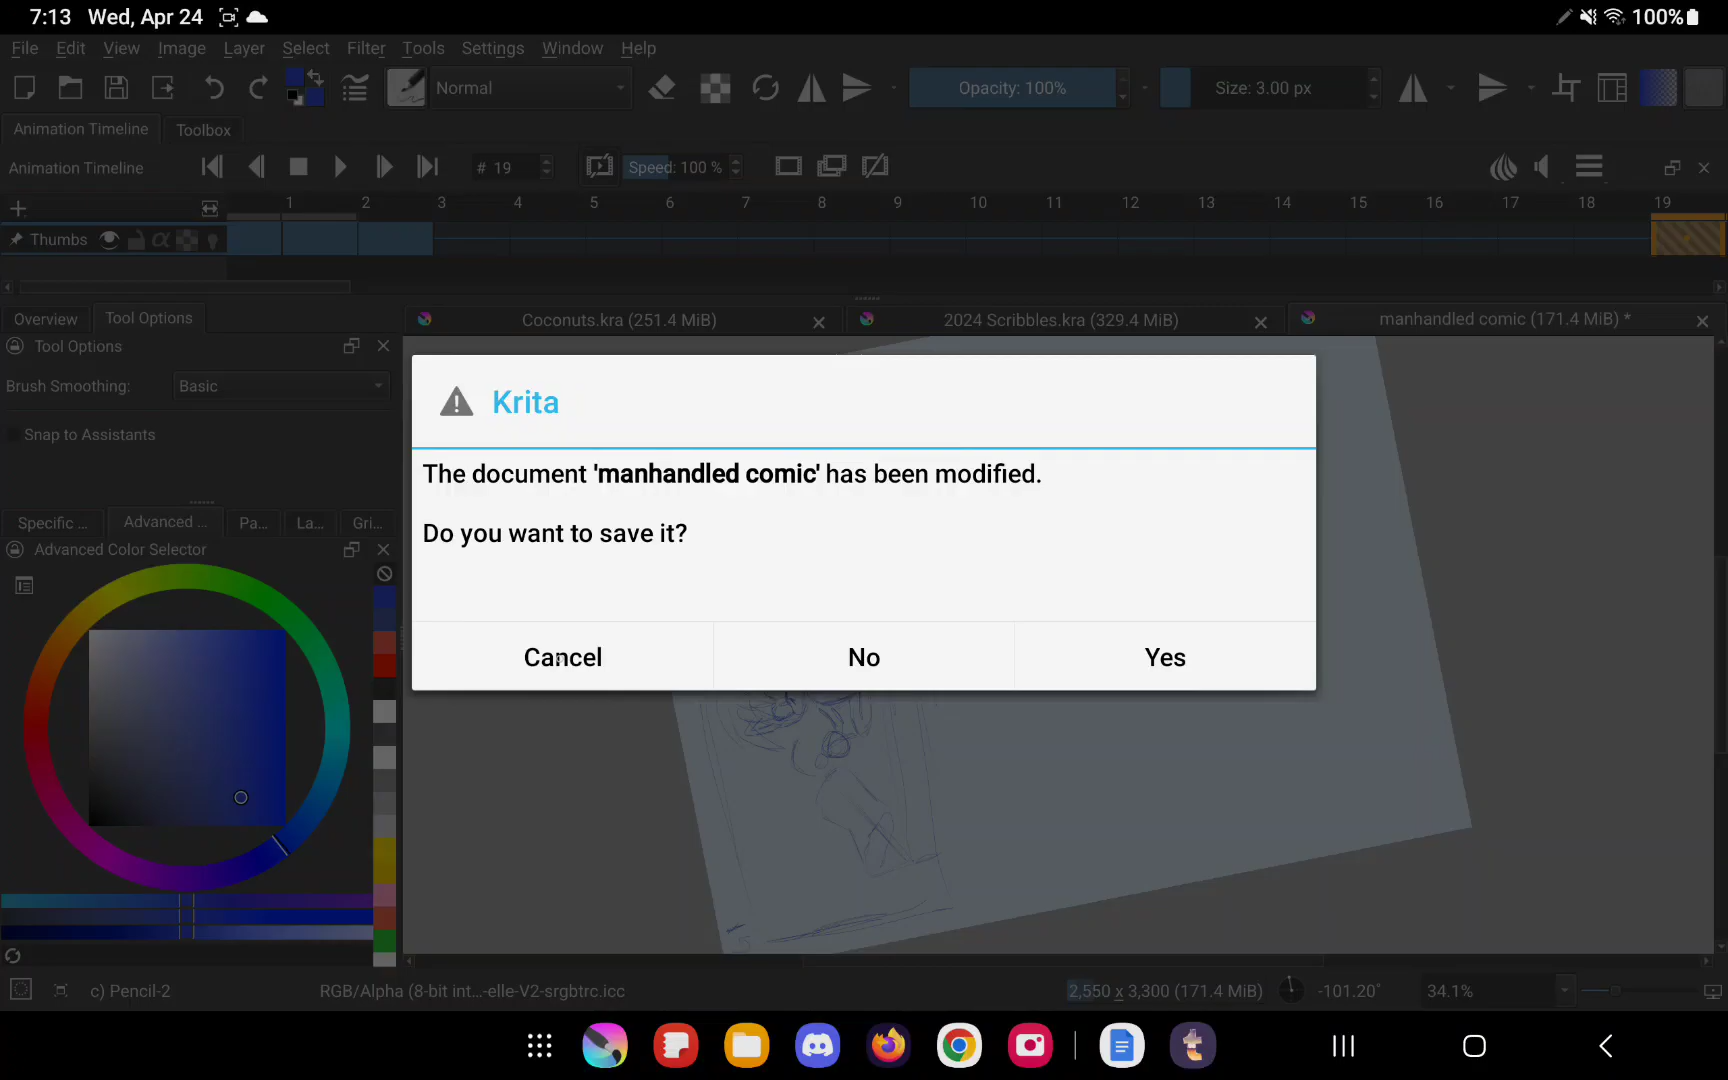 7:13 Wed, Apr 24 100%
File Edit View Image Layer Select Filter Tools Settings Window Help
Normal Opacity: 100% Size: 3.00 px
Animation Timeline Toolbox
Animation Timeline # 19 Speed: 100 %
1 2 3 4 5 6 7 8 9 10 11 12 13 14 15 16 17 18 19
Thumbs α
Overview Tool Options Coconuts.kra (251.4 MiB) 2024 Scribbles.kra (329.4 MiB) manhandled comic (171.4 MiB) *
Tool Options
Brush Smoothing: Basic
Snap to Assistants
Krita
The document 'manhandled comic' has been modified.
Do you want to save it?
Cancel No Yes
Specific ... Advanced ... Pa... La... Gri...
Advanced Color Selector
c) Pencil-2 RGB/Alpha (8-bit int...-elle-V2-srgbtrc.icc 2,550 x 3,300 (171.4 MiB) -101.20° 34.1%